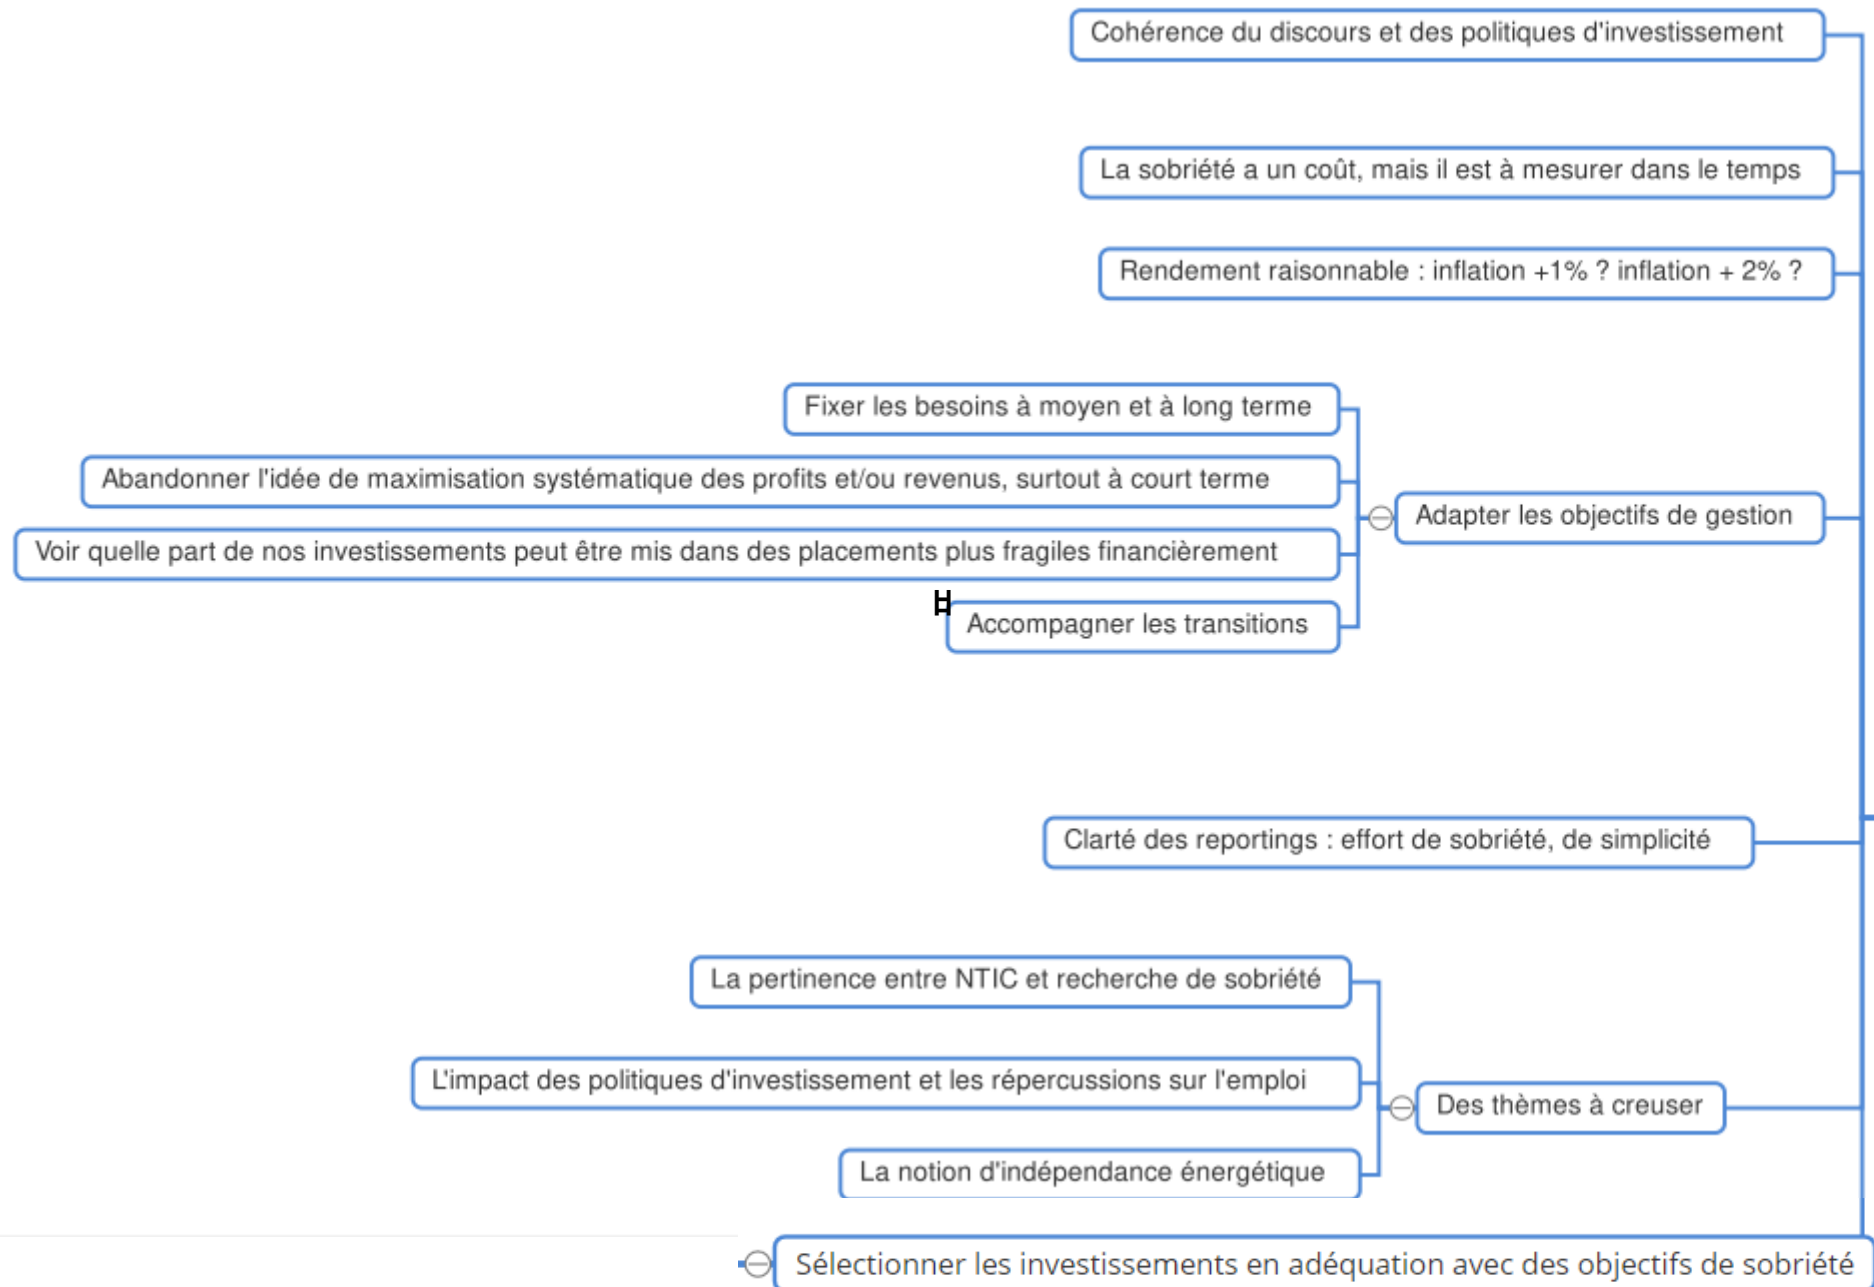 Cohérence du discours et des politiques d'investissement
La sobriété a un coût, mais il est à mesurer dans le temps
Rendement raisonnable : inflation +1% ? inflation + 2% ?
Fixer les besoins à moyen et à long terme
Abandonner l'idée de maximisation systématique des profits et/ou revenus, surtout à court terme
Adapter les objectifs de gestion
Voir quelle part de nos investissements peut être mis dans des placements plus fragiles financièrement
Accompagner les transitions
Clarté des reportings : effort de sobriété, de simplicité
La pertinence entre NTIC et recherche de sobriété
L'impact des politiques d'investissement et les répercussions sur l'emploi
Des thèmes à creuser
La notion d'indépendance énergétique
Sélectionner les investissements en adéquation avec des objectifs de sobriété